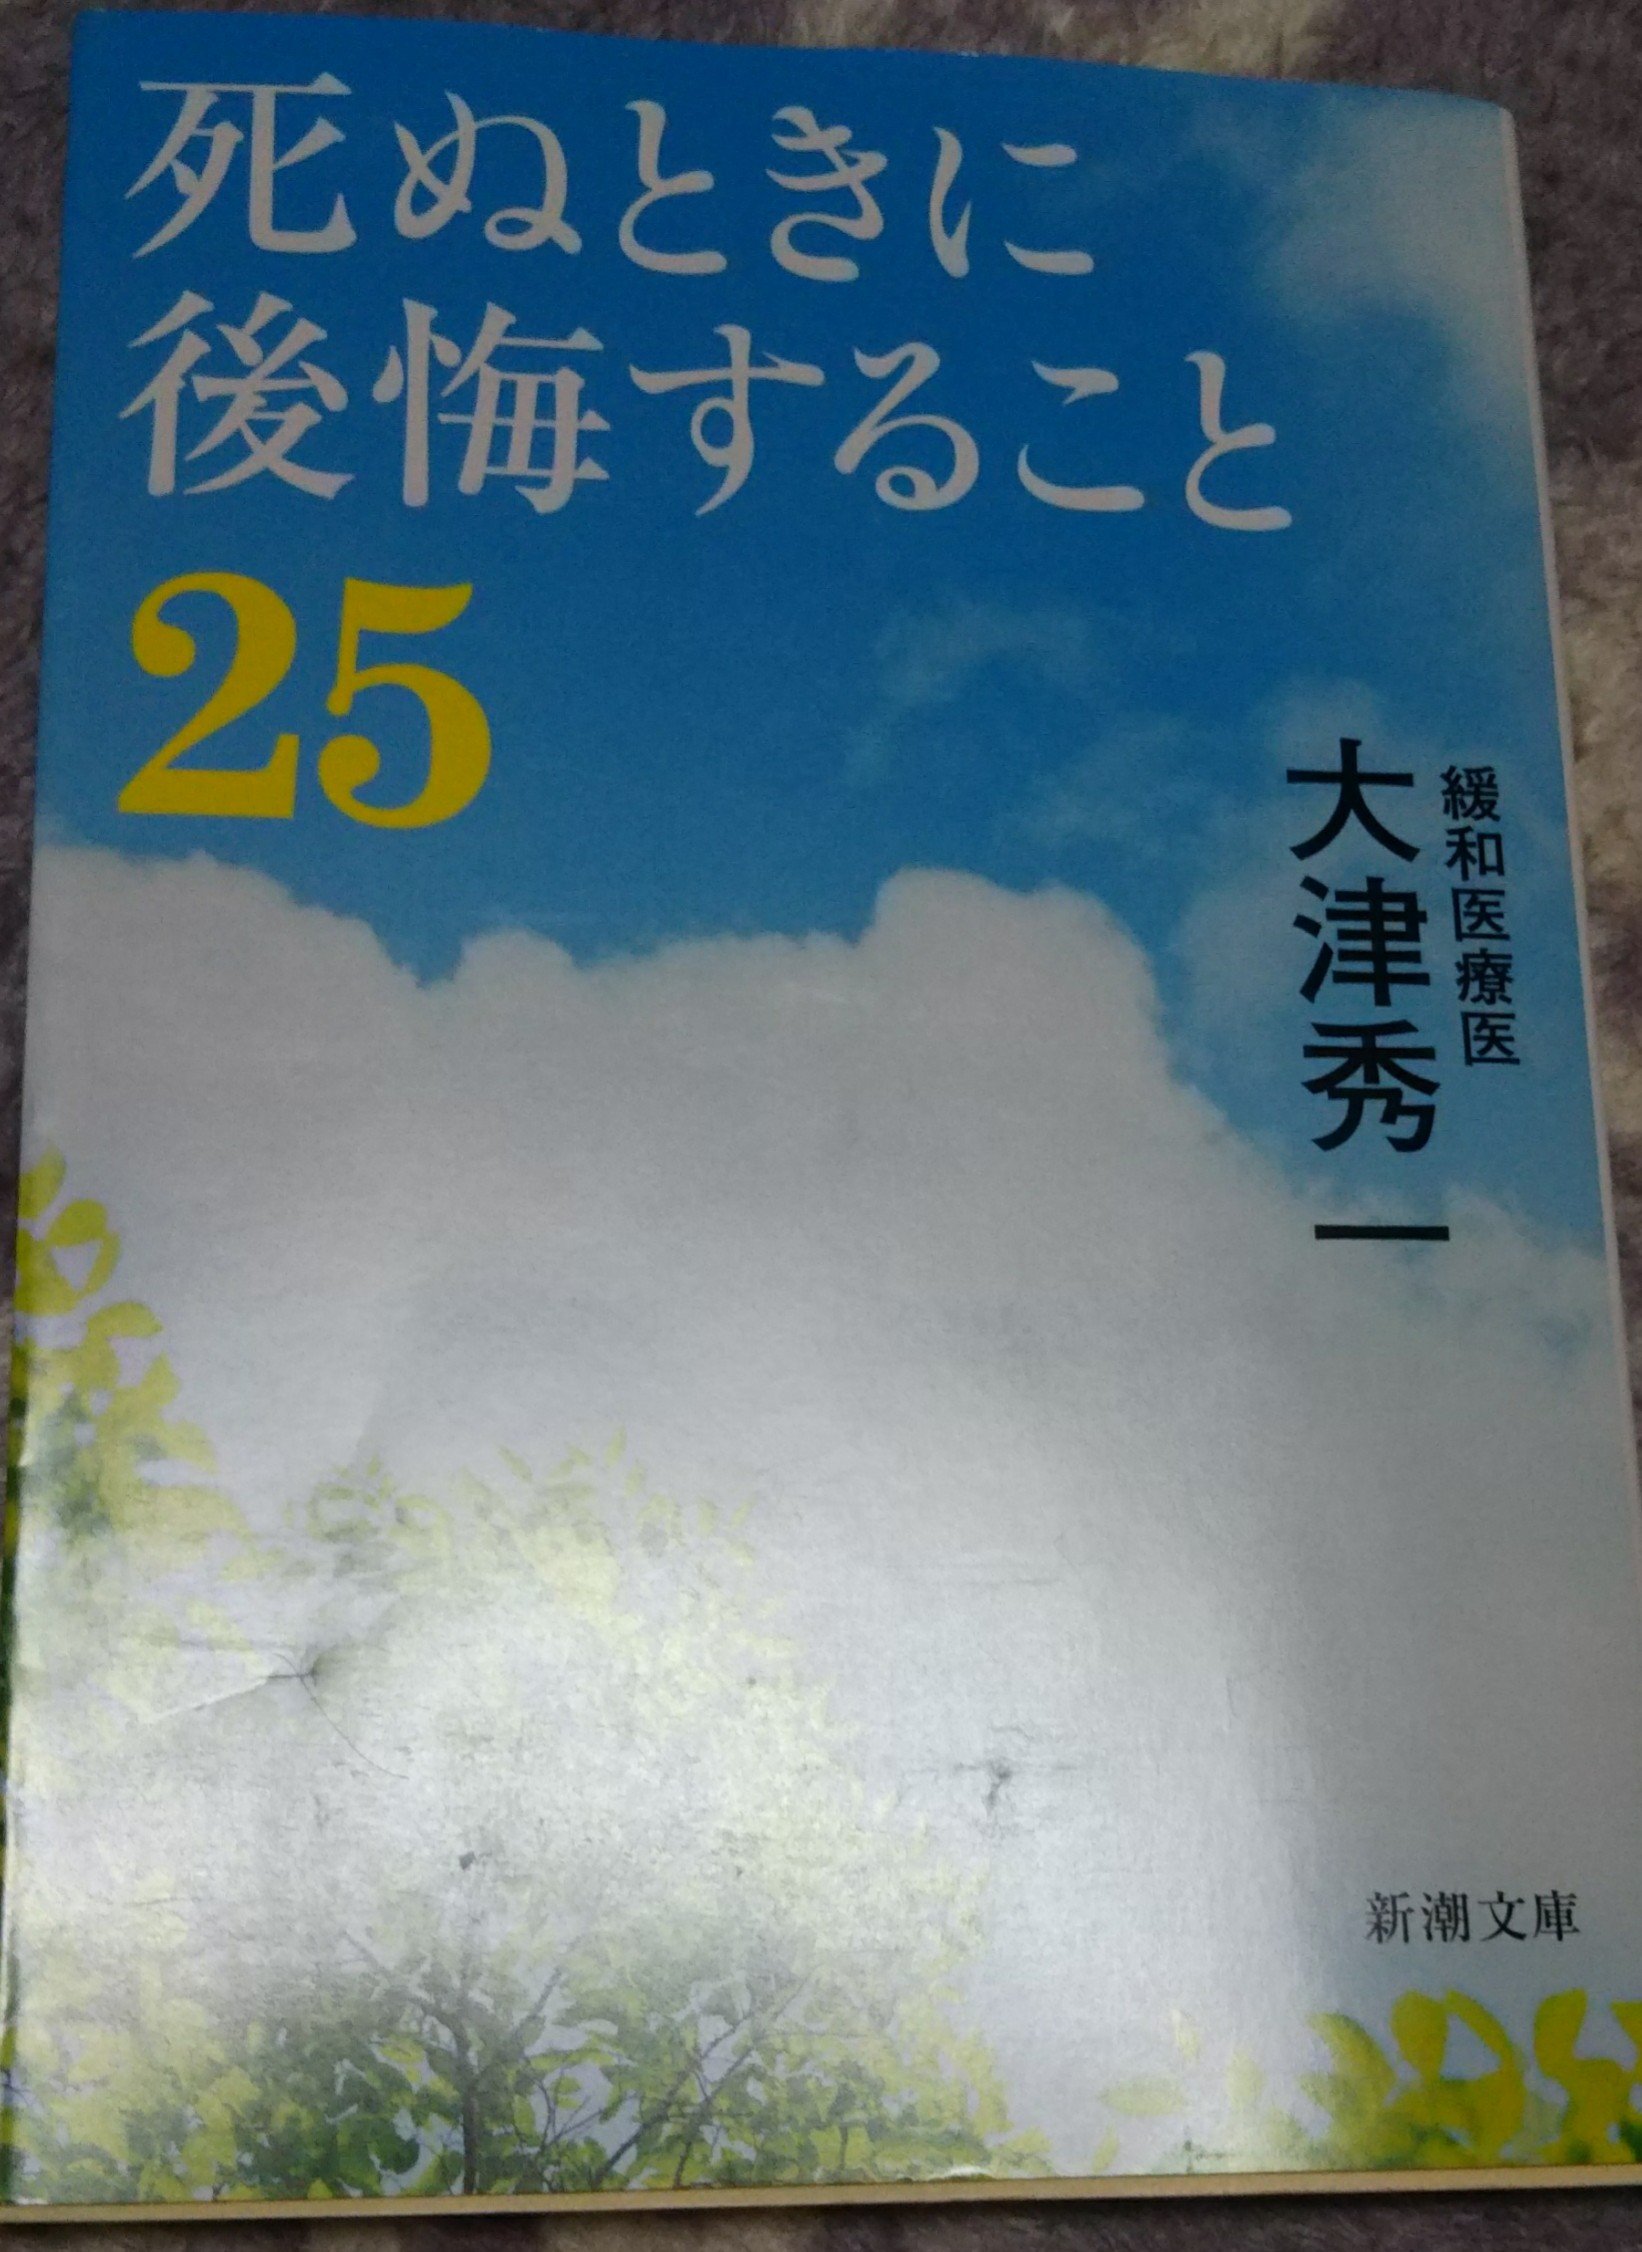 死ぬときに
後悔すること
25
緩和医療医
大津秀一
新潮文庫